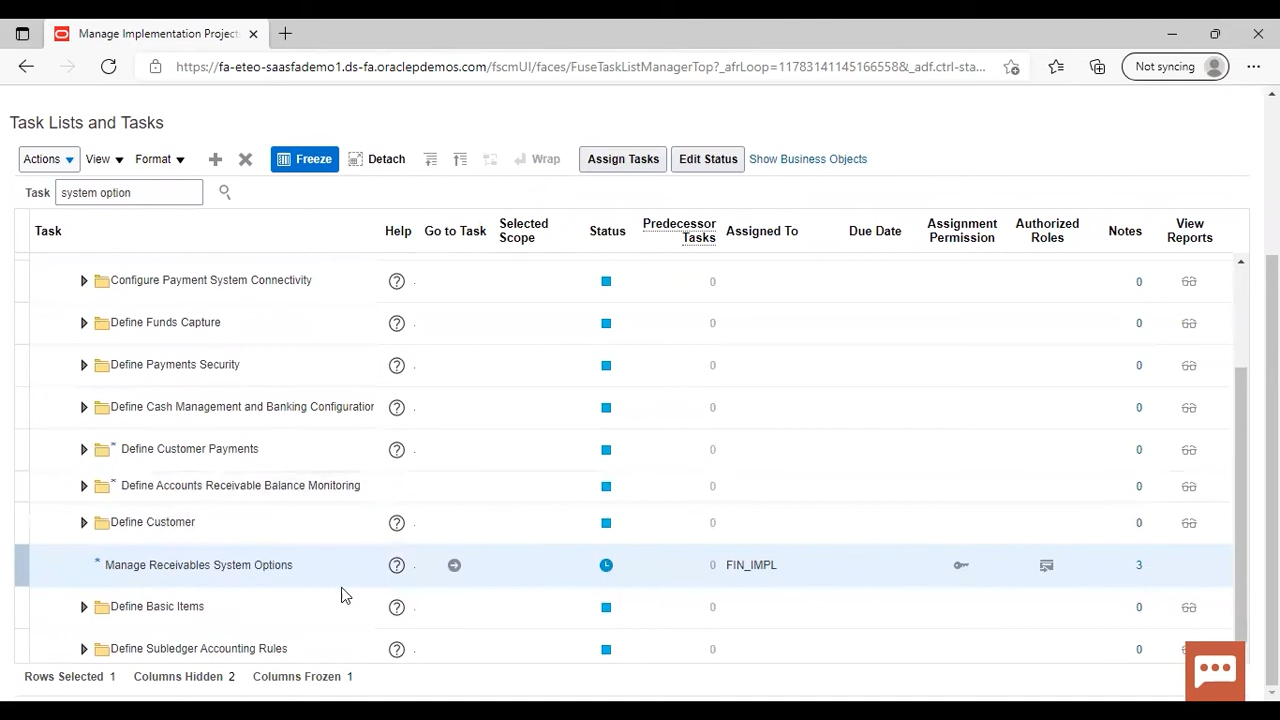 Manage Implementation Project
https://fa-eteo-saasfademo1.ds-fa.oraclepdemos.com/fscmUI/faces/FuseTaskListManagerTop?_afrLoop=11783141145166558&_adf.ctrl-sta...
Not syncing
Task Lists and Tasks
Actions View Format Freeze Detach Wrap Assign Tasks Edit Status Show Business Objects
Task system option
Task Help Go to Task Selected Scope Status Predecessor Tasks Assigned To Due Date Assignment Permission Authorized Roles Notes View Reports
Configure Payment System Connectivity 0 0
Define Funds Capture 0 0
Define Payments Security 0 0
Define Cash Management and Banking Configuration 0 0
* Define Customer Payments 0 0
* Define Accounts Receivable Balance Monitoring 0 0
Define Customer 0 0
* Manage Receivables System Options 0 FIN_IMPL 3
Define Basic Items 0 0
Define Subledger Accounting Rules 0 0
Rows Selected 1 Columns Hidden 2 Columns Frozen 1